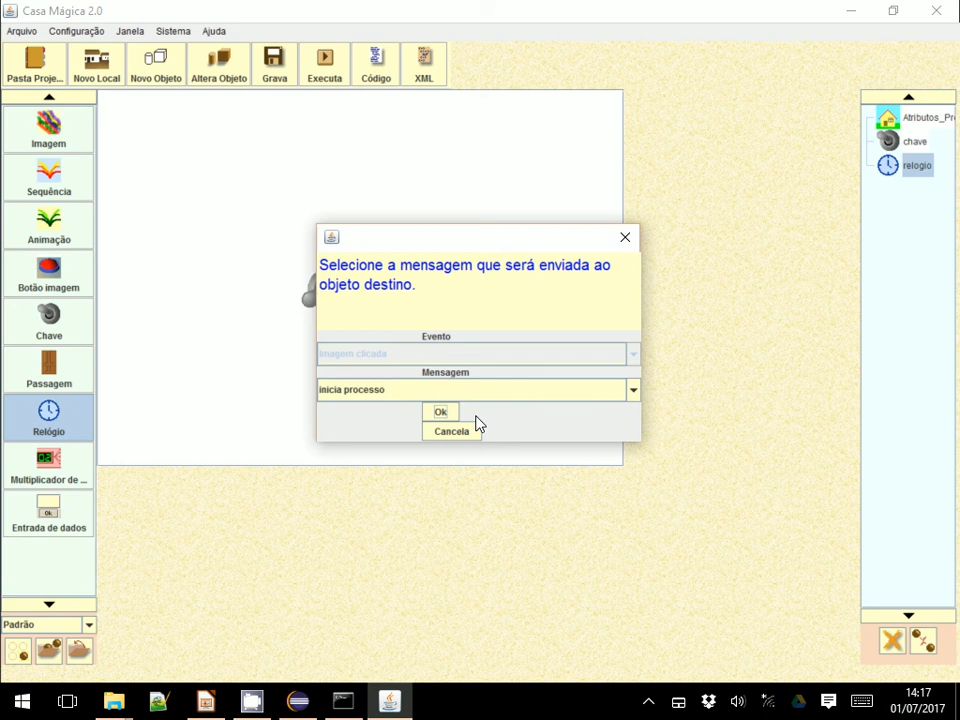 Casa Mágica 2.0
Arquivo Configuração Janela Sistema Ajuda
Pasta Proje... Novo Local Novo Objeto Altera Objeto Grava Executa Código XML
Imagem
Sequência
Animação
Botão imagem
Chave
Passagem
Relógio
Multiplicador de ...
Ok
Entrada de dados
Padrão
Selecione a mensagem que será enviada ao
objeto destino.
Evento
Imagem clicada
Mensagem
inicia processo
Ok
Cancela
Atributos_Pr
chave
relogio
14:17
01/07/2017